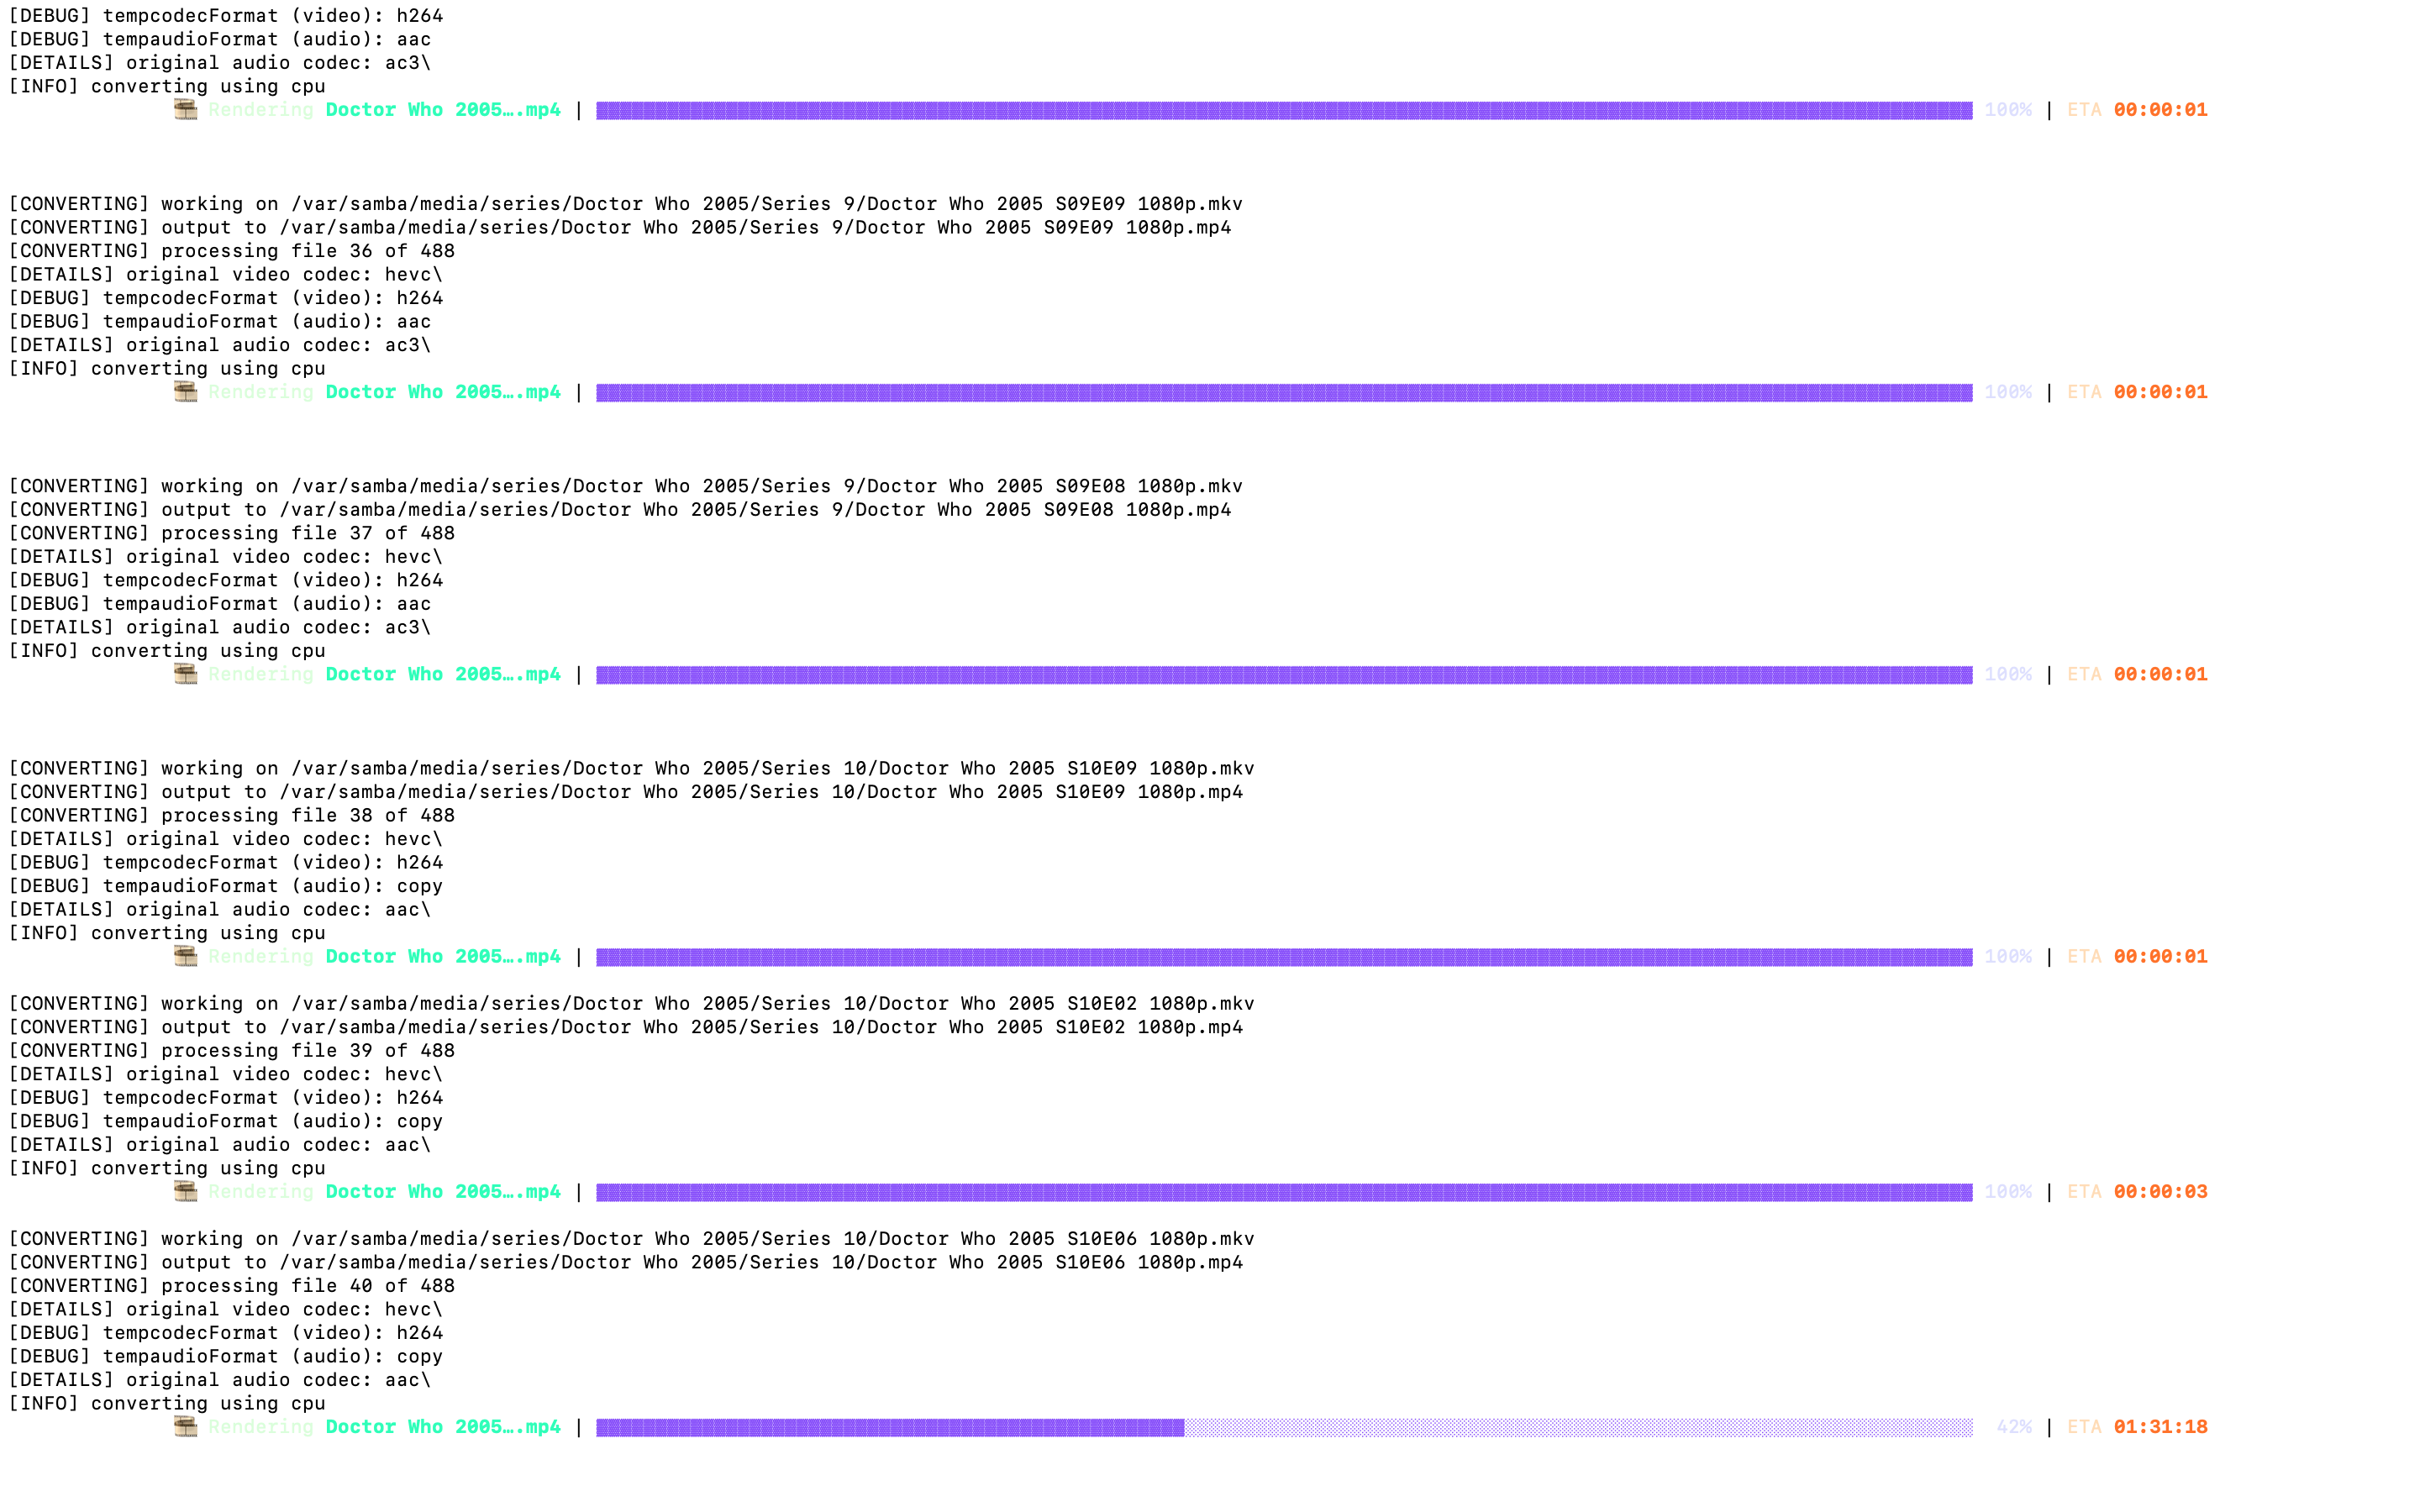 [DEBUG] tempcodecFormat (video): h264
[DEBUG] tempaudioFormat (audio): aac
[DETAILS] original audio codec: ac3\
[INFO] converting using cpu
Rendering Doctor Who 2005….mp4 | 100% | ETA 00:00:01
[CONVERTING] working on /var/samba/media/series/Doctor Who 2005/Series 9/Doctor Who 2005 S09E09 1080p.mkv
[CONVERTING] output to /var/samba/media/series/Doctor Who 2005/Series 9/Doctor Who 2005 S09E09 1080p.mp4
[CONVERTING] processing file 36 of 488
[DETAILS] original video codec: hevc\
[DEBUG] tempcodecFormat (video): h264
[DEBUG] tempaudioFormat (audio): aac
[DETAILS] original audio codec: ac3\
[INFO] converting using cpu
Rendering Doctor Who 2005….mp4 | 100% | ETA 00:00:01
[CONVERTING] working on /var/samba/media/series/Doctor Who 2005/Series 9/Doctor Who 2005 S09E08 1080p.mkv
[CONVERTING] output to /var/samba/media/series/Doctor Who 2005/Series 9/Doctor Who 2005 S09E08 1080p.mp4
[CONVERTING] processing file 37 of 488
[DETAILS] original video codec: hevc\
[DEBUG] tempcodecFormat (video): h264
[DEBUG] tempaudioFormat (audio): aac
[DETAILS] original audio codec: ac3\
[INFO] converting using cpu
Rendering Doctor Who 2005….mp4 | 100% | ETA 00:00:01
[CONVERTING] working on /var/samba/media/series/Doctor Who 2005/Series 10/Doctor Who 2005 S10E09 1080p.mkv
[CONVERTING] output to /var/samba/media/series/Doctor Who 2005/Series 10/Doctor Who 2005 S10E09 1080p.mp4
[CONVERTING] processing file 38 of 488
[DETAILS] original video codec: hevc\
[DEBUG] tempcodecFormat (video): h264
[DEBUG] tempaudioFormat (audio): copy
[DETAILS] original audio codec: aac\
[INFO] converting using cpu
Rendering Doctor Who 2005….mp4 | 100% | ETA 00:00:01
[CONVERTING] working on /var/samba/media/series/Doctor Who 2005/Series 10/Doctor Who 2005 S10E02 1080p.mkv
[CONVERTING] output to /var/samba/media/series/Doctor Who 2005/Series 10/Doctor Who 2005 S10E02 1080p.mp4
[CONVERTING] processing file 39 of 488
[DETAILS] original video codec: hevc\
[DEBUG] tempcodecFormat (video): h264
[DEBUG] tempaudioFormat (audio): copy
[DETAILS] original audio codec: aac\
[INFO] converting using cpu
Rendering Doctor Who 2005….mp4 | 100% | ETA 00:00:03
[CONVERTING] working on /var/samba/media/series/Doctor Who 2005/Series 10/Doctor Who 2005 S10E06 1080p.mkv
[CONVERTING] output to /var/samba/media/series/Doctor Who 2005/Series 10/Doctor Who 2005 S10E06 1080p.mp4
[CONVERTING] processing file 40 of 488
[DETAILS] original video codec: hevc\
[DEBUG] tempcodecFormat (video): h264
[DEBUG] tempaudioFormat (audio): copy
[DETAILS] original audio codec: aac\
[INFO] converting using cpu
Rendering Doctor Who 2005….mp4 | 42% | ETA 01:31:18